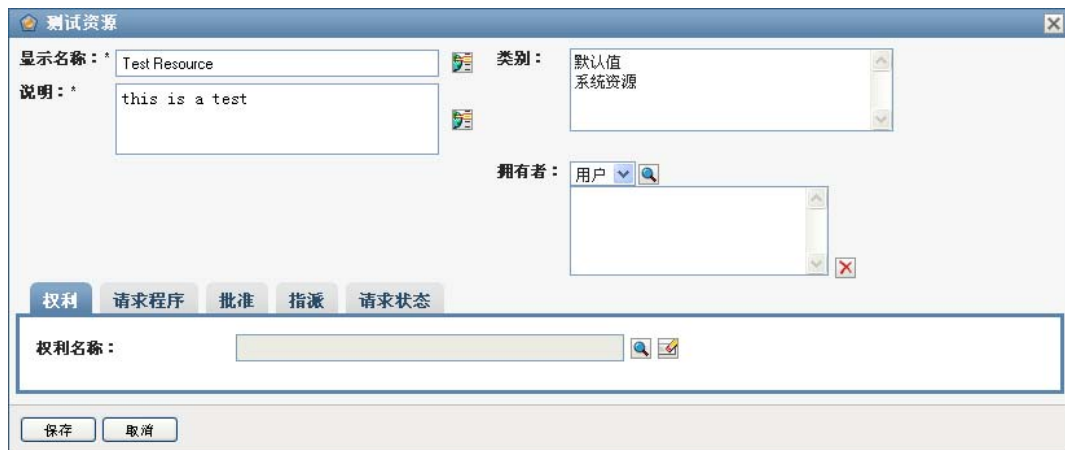 测试资源
显示名称：*
Test Resource
说明：*
this is a test
类别：
默认值
系统资源
拥有者：
用户
权利 请求程序 批准 指派 请求状态
权利名称：
保存 取消